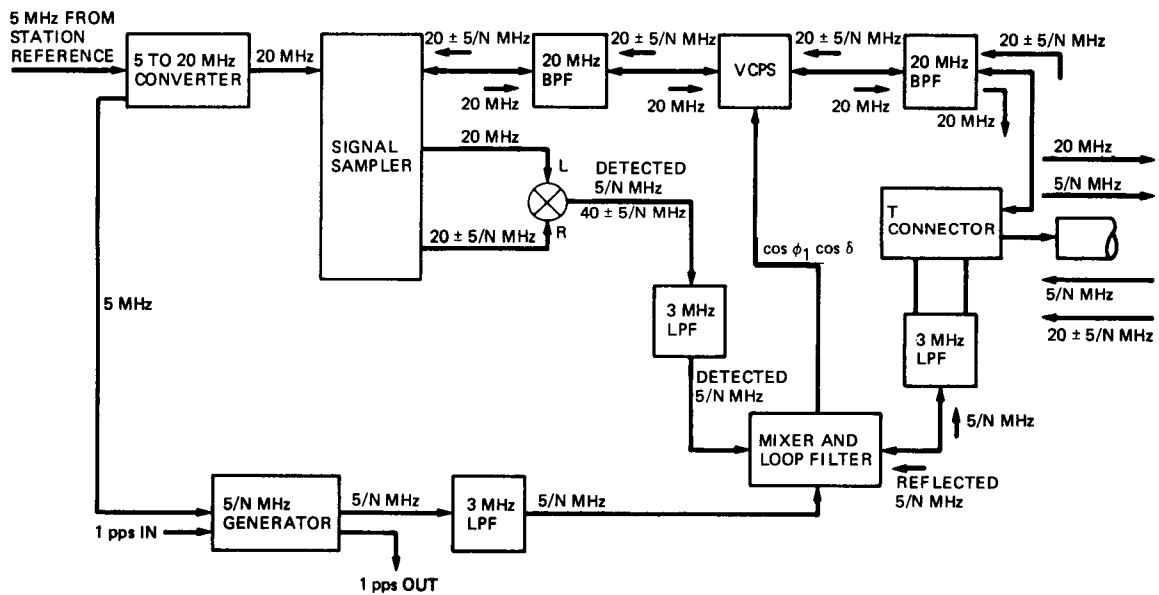 5 MHz FROM
STATION
REFERENCE
5 TO 20 MHz
CONVERTER
20 MHz
SIGNAL
SAMPLER
20 ± 5/N MHz
20 MHz
20 MHz
BPF
20 ± 5/N MHz
20 MHz
VCPS
20 ± 5/N MHz
20 MHz
20 MHz
BPF
20 ± 5/N MHz
20 MHz
20 MHz
L
R
20 ± 5/N MHz
DETECTED
5/N MHz
40 ± 5/N MHz
20 MHz
5/N MHz
T
CONNECTOR
5/N MHz
20 ± 5/N MHz
cos ϕ₁ cos δ
5 MHz
3 MHz
LPF
3 MHz
LPF
DETECTED
5/N MHz
5/N MHz
MIXER AND
LOOP FILTER
REFLECTED
5/N MHz
5/N MHz
GENERATOR
5/N MHz
3 MHz
LPF
5/N MHz
1 pps IN
1 pps OUT